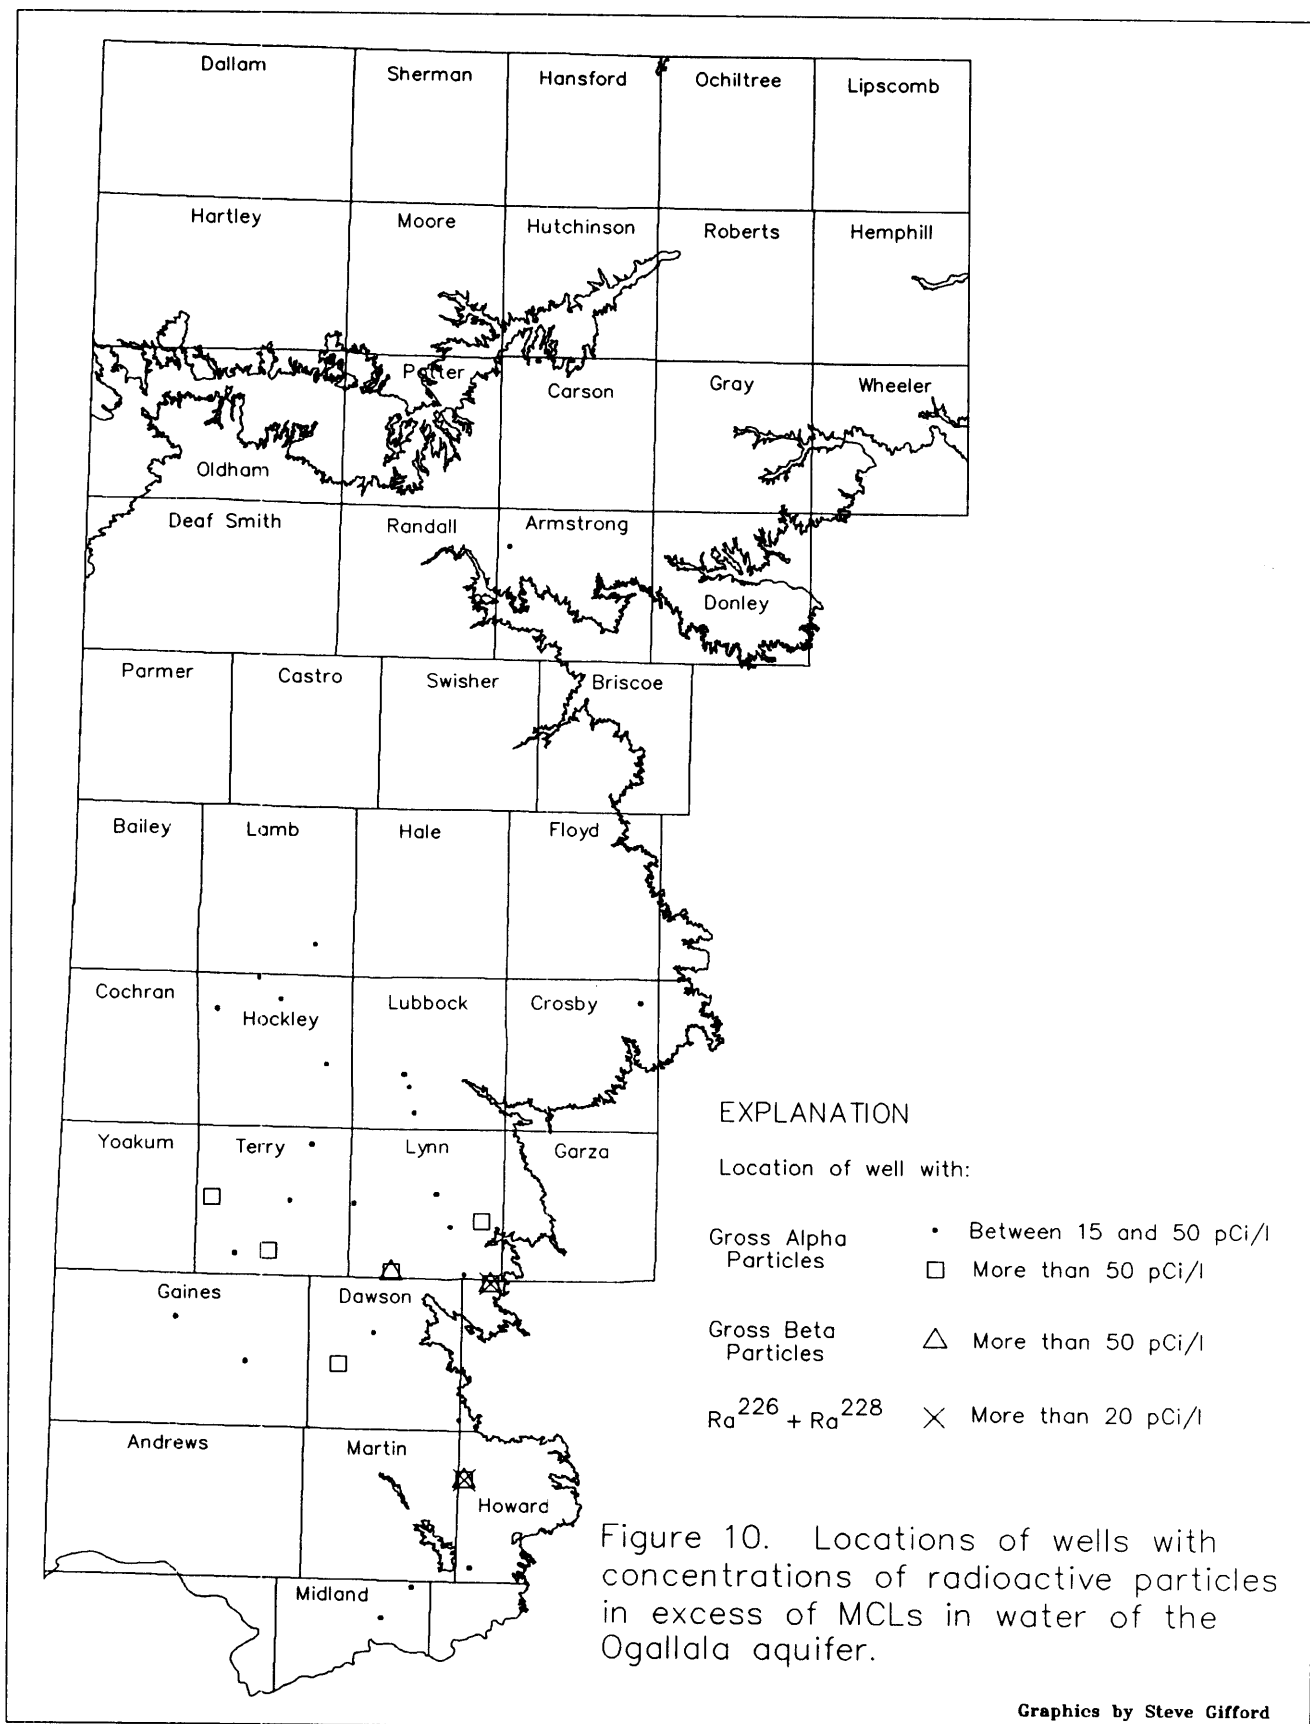 Dallam
Sherman
Hansford
Ochiltree
Lipscomb
Hartley
Moore
Hutchinson
Roberts
Hemphill
Potter
Carson
Gray
Wheeler
Oldham
Deaf Smith
Randall
Armstrong
Donley
Parmer
Castro
Swisher
Briscoe
Bailey
Lamb
Hale
Floyd
Cochran
Hockley
Lubbock
Crosby
Yoakum
Terry
Lynn
Garza
Gaines
Dawson
Andrews
Martin
Howard
Midland
EXPLANATION
Location of well with:
Gross Alpha
Particles
Between 15 and 50 pCi/l
More than 50 pCi/l
Gross Beta
Particles
More than 50 pCi/l
Ra²²⁶ + Ra²²⁸
More than 20 pCi/l
Figure 10. Locations of wells with
concentrations of radioactive particles
in excess of MCLs in water of the
Ogallala aquifer.
Graphics by Steve Gifford